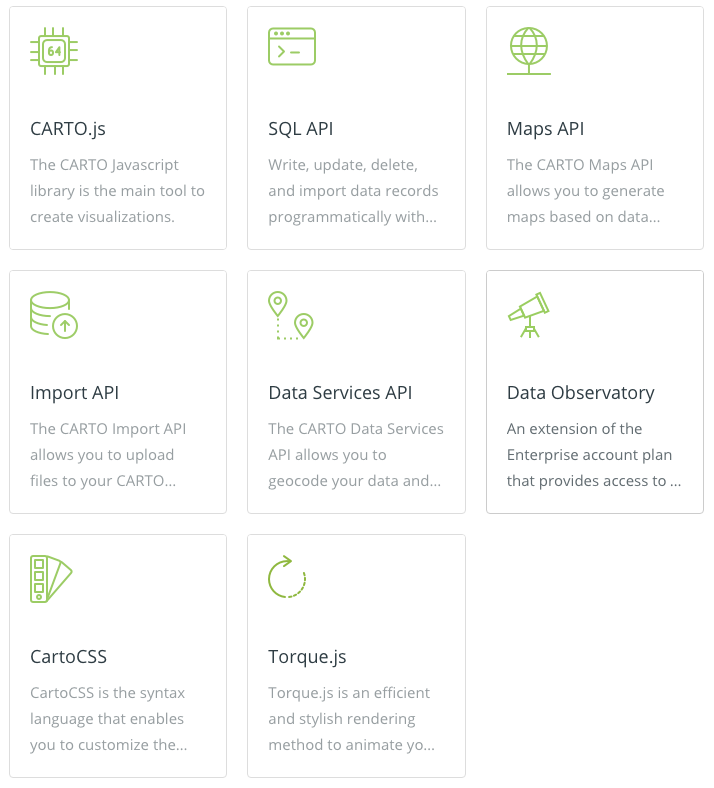 64
CARTO.js
The CARTO Javascript
library is the main tool to
create visualizations.
SQL API
Write, update, delete,
and import data records
programmatically with...
Maps API
The CARTO Maps API
allows you to generate
maps based on data...
Import API
The CARTO Import API
allows you to upload
files to your CARTO...
Data Services API
The CARTO Data Services
API allows you to
geocode your data and...
Data Observatory
An extension of the
Enterprise account plan
that provides access to ...
CartoCSS
CartoCSS is the syntax
language that enables
you to customize the...
Torque.js
Torque.js is an efficient
and stylish rendering
method to animate yo...